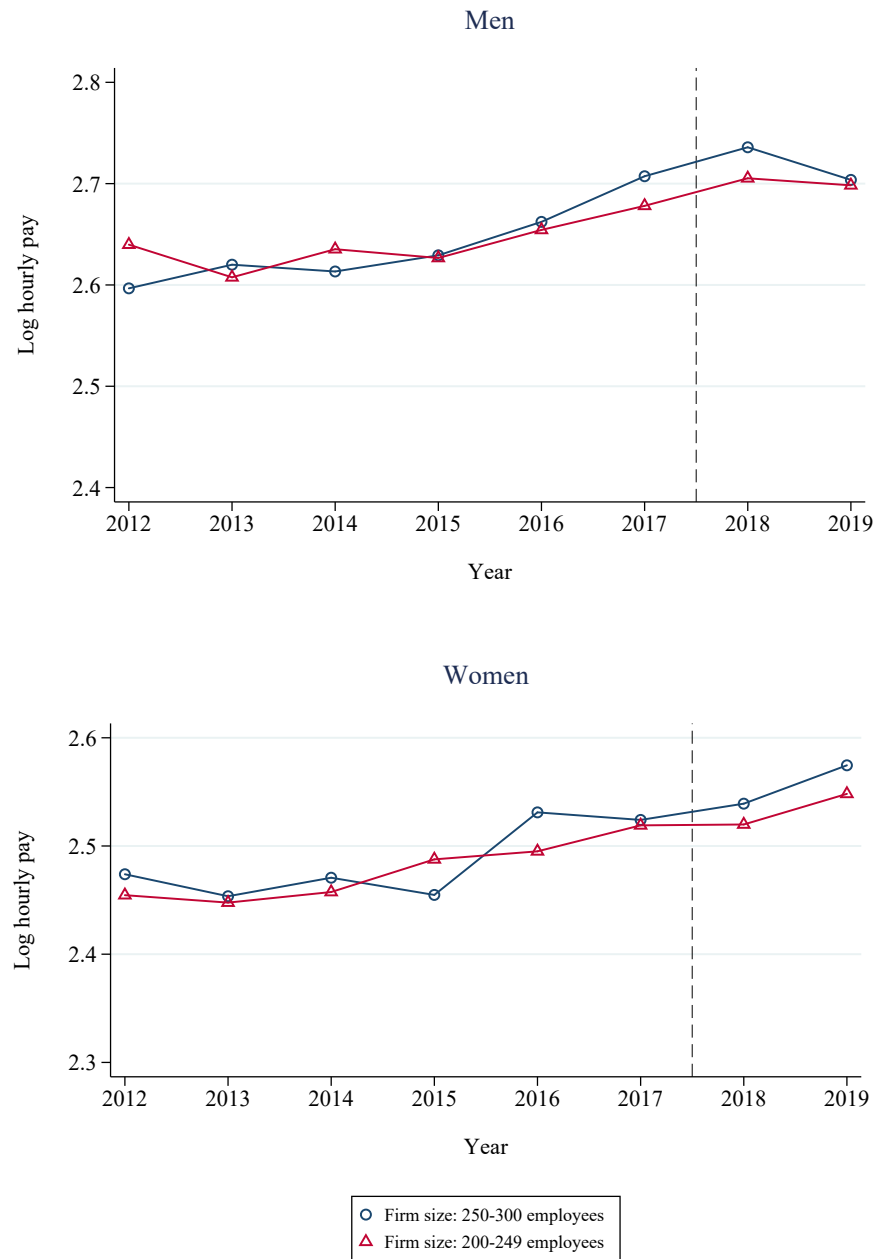 Men
Log hourly pay
2.8
2.7
2.6
2.5
2.4
2012 2013 2014 2015 2016 2017 2018 2019
Year
Women
Log hourly pay
2.6
2.5
2.4
2.3
2012 2013 2014 2015 2016 2017 2018 2019
Year
Firm size: 250-300 employees
Firm size: 200-249 employees